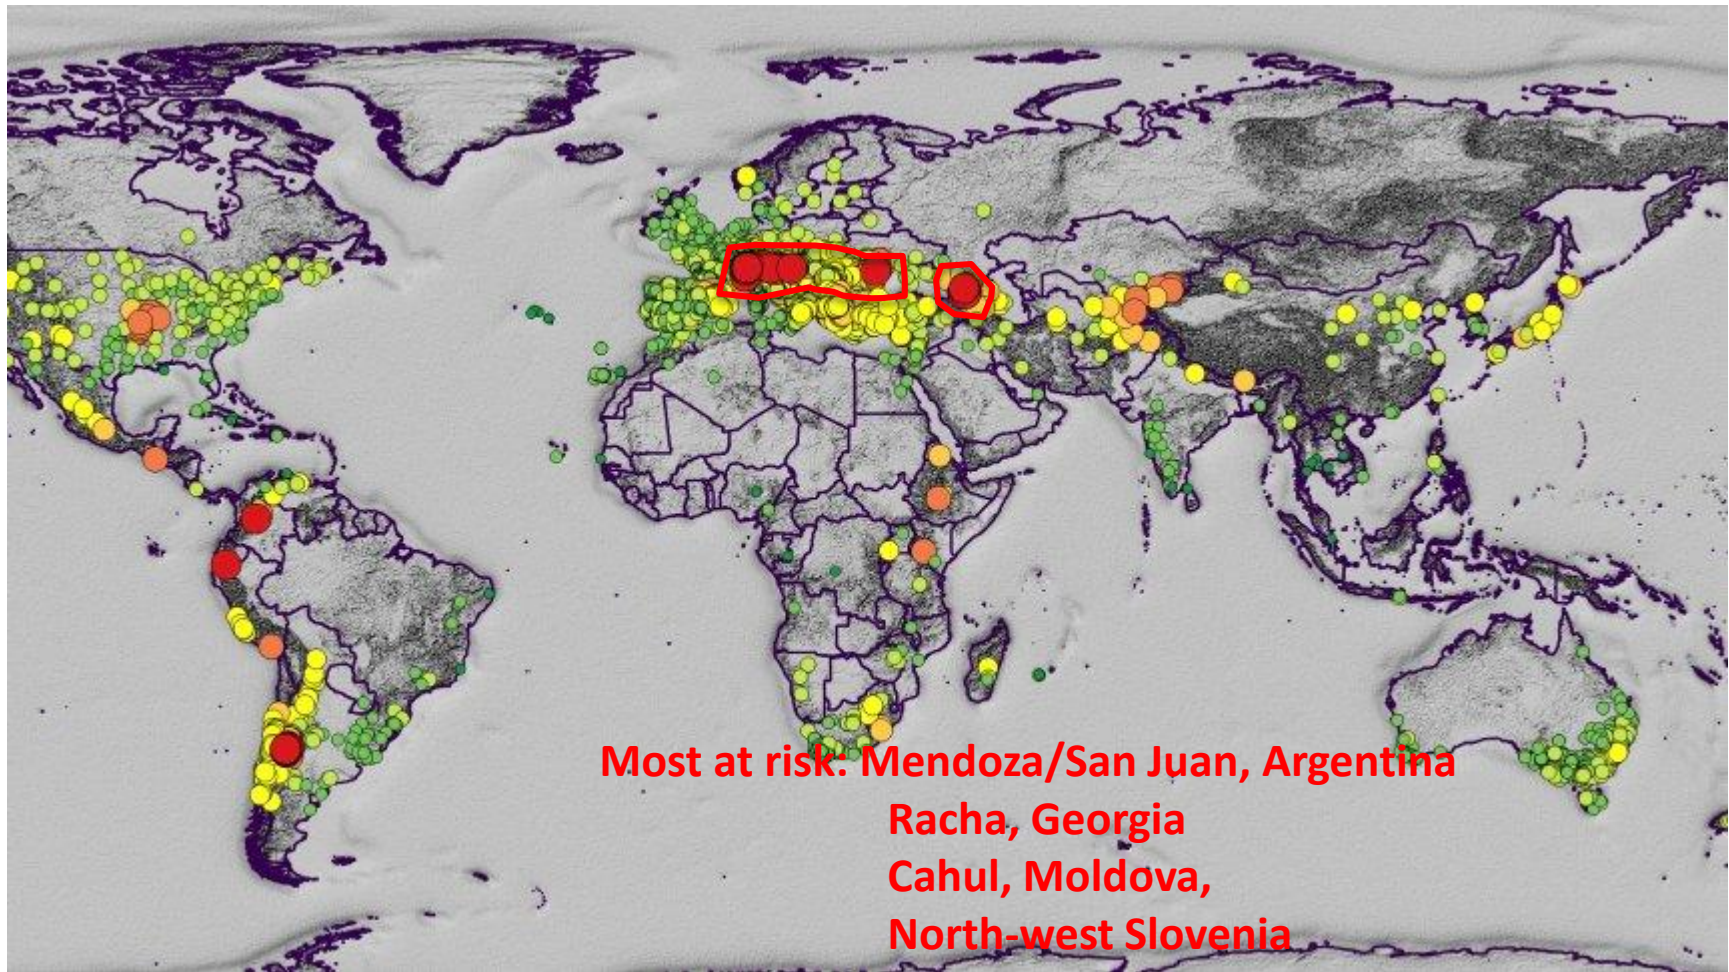 Most at risk: Mendoza/San Juan, Argentina
Racha, Georgia
Cahul, Moldova,
North-west Slovenia